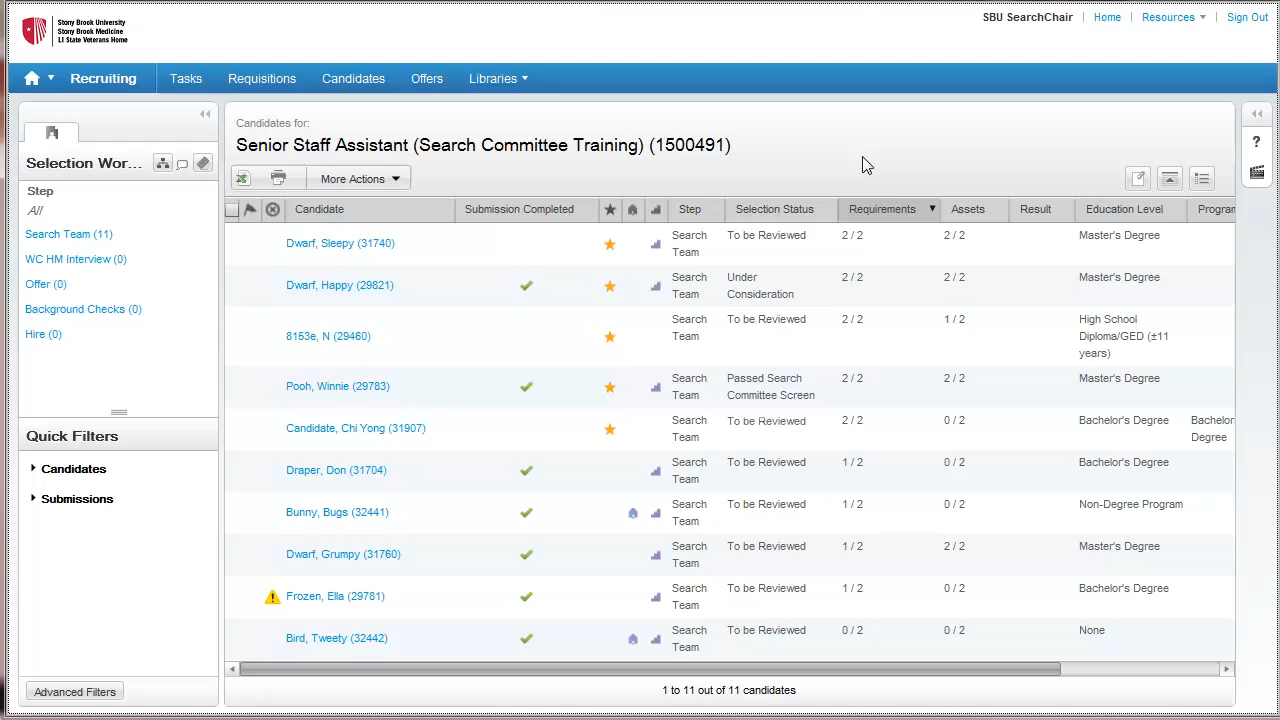 Stony Brook University
Stony Brook Medicine
LI State Veterans Home
SBU SearchChair
Home
Resources
Sign Out
Recruiting
Tasks
Requisitions
Candidates
Offers
Libraries
Selection Wor...
Step
All
Search Team (11)
WC HM Interview (0)
Offer (0)
Background Checks (0)
Hire (0)
Quick Filters
Candidates
Submissions
Advanced Filters
Candidates for:
Senior Staff Assistant (Search Committee Training) (1500491)
More Actions
?
Candidate Submission Completed Step Selection Status Requirements Assets Result Education Level Program
Dwarf, Sleepy (31740) Search Team To be Reviewed 2 / 2 2 / 2 Master's Degree
Dwarf, Happy (29821) Search Team Under Consideration 2 / 2 2 / 2 Master's Degree
8153e, N (29460) Search Team To be Reviewed 2 / 2 1 / 2 High School Diploma/GED (±11 years)
Pooh, Winnie (29783) Search Team Passed Search Committee Screen 2 / 2 2 / 2 Master's Degree
Candidate, Chi Yong (31907) Search Team To be Reviewed 2 / 2 0 / 2 Bachelor's Degree Bachelor' Degree
Draper, Don (31704) Search Team To be Reviewed 1 / 2 0 / 2 Bachelor's Degree
Bunny, Bugs (32441) Search Team To be Reviewed 1 / 2 0 / 2 Non-Degree Program
Dwarf, Grumpy (31760) Search Team To be Reviewed 1 / 2 2 / 2 Master's Degree
Frozen, Ella (29781) Search Team To be Reviewed 1 / 2 0 / 2 Bachelor's Degree
Bird, Tweety (32442) Search Team To be Reviewed 0 / 2 0 / 2 None
1 to 11 out of 11 candidates